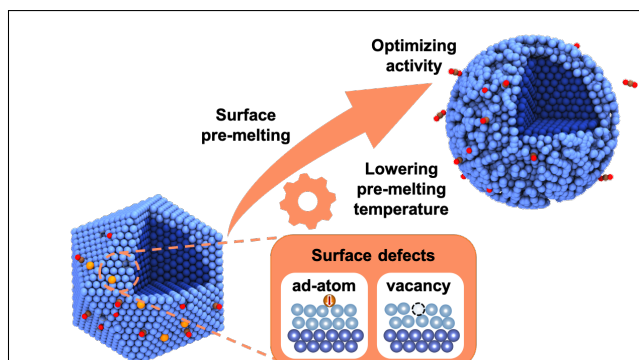 Optimizing
activity
Surface
pre-melting
Lowering
pre-melting
temperature
Surface defects
ad-atom
vacancy